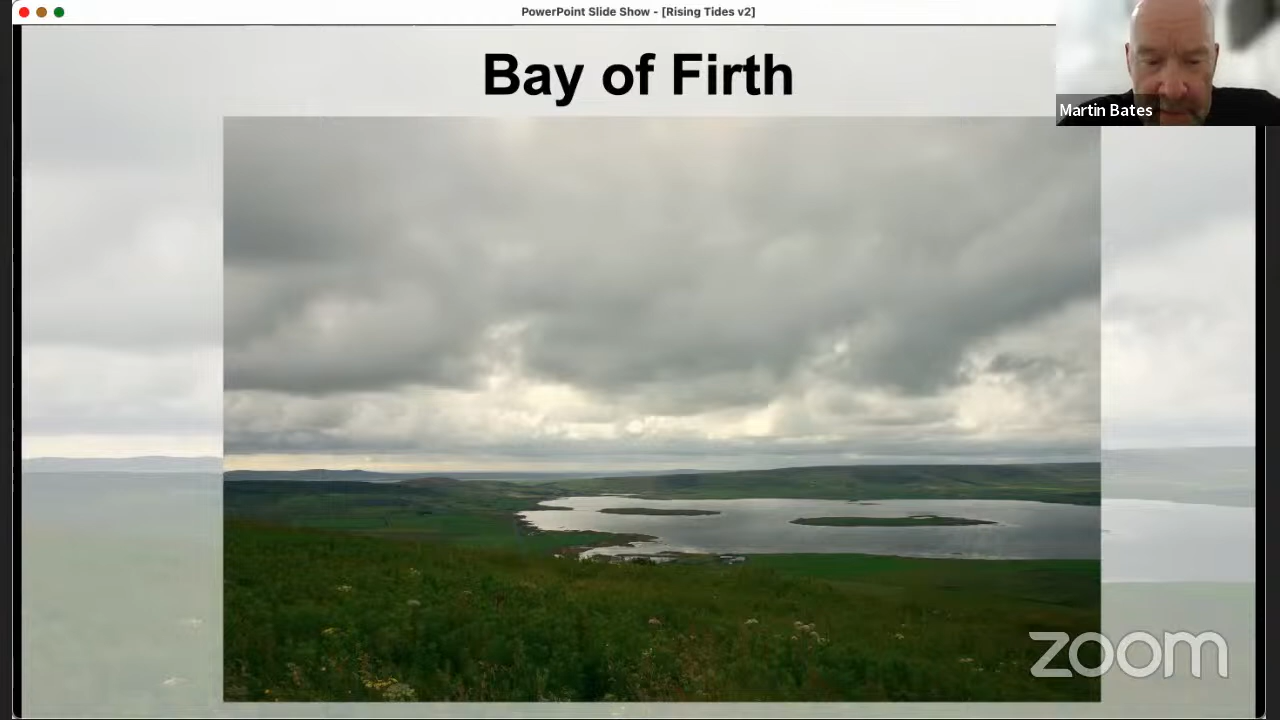 PowerPoint Slide Show - [Rising Tides v2]
Bay of Firth
Martin Bates
zoom